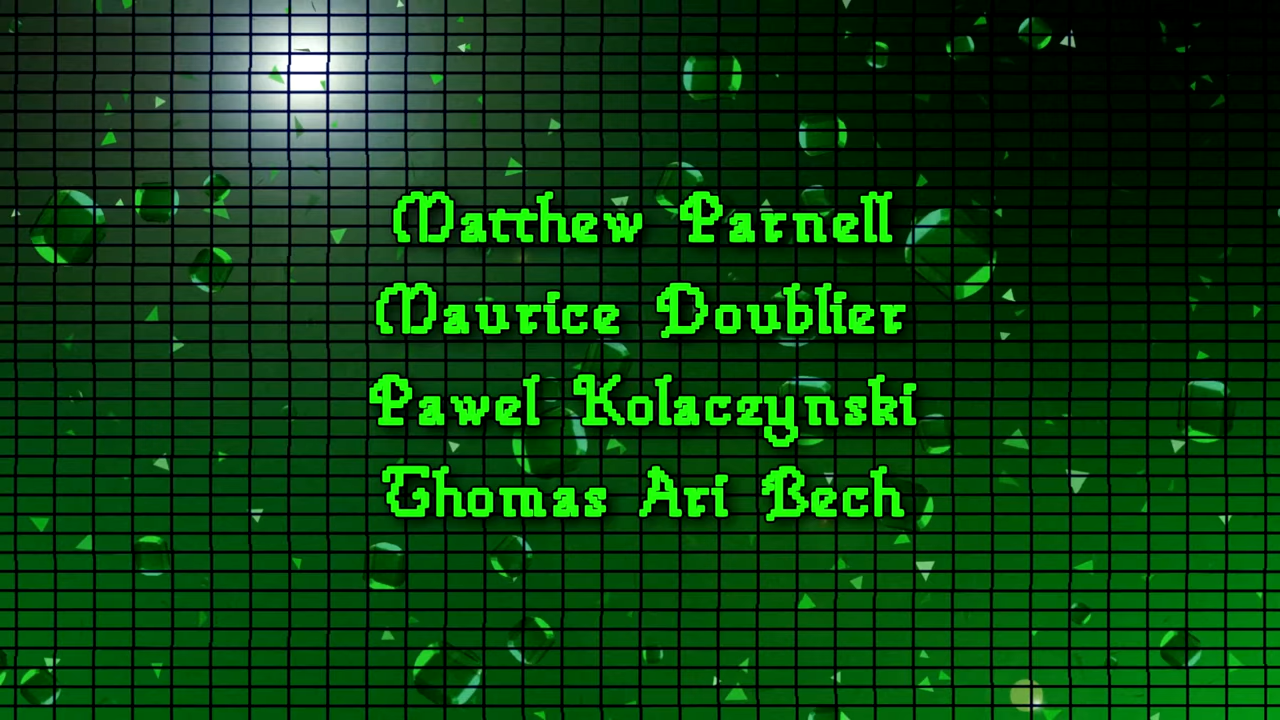 Matthew Parnell
Maurice Doublier
Pawel Kolaczynski
Thomas Ari Bech